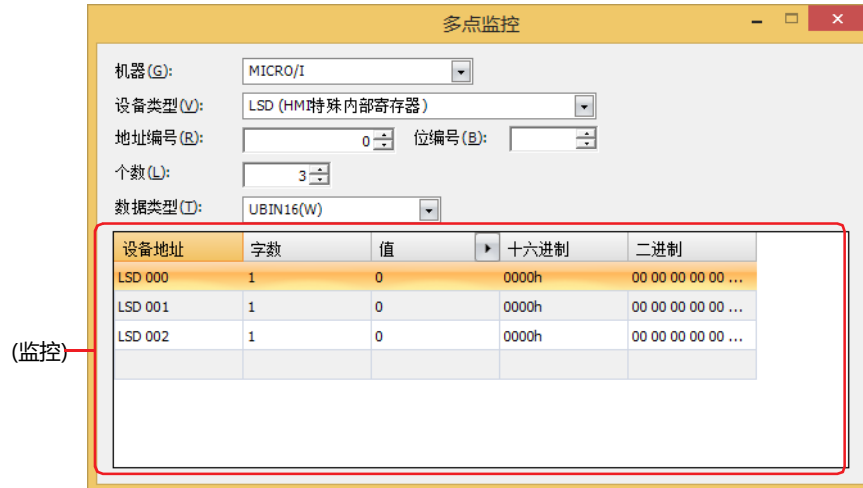 多点监控
机器(G): MICRO/I
设备类型(V): LSD (HMI特殊内部寄存器)
地址编号(R): 0 位编号(B):
个数(L): 3
数据类型(T): UBIN16(W)
设备地址 字数 值 十六进制 二进制
LSD 000 1 0 0000h 00 00 00 00 00 ...
LSD 001 1 0 0000h 00 00 00 00 00 ...
LSD 002 1 0 0000h 00 00 00 00 00 ...
(监控)